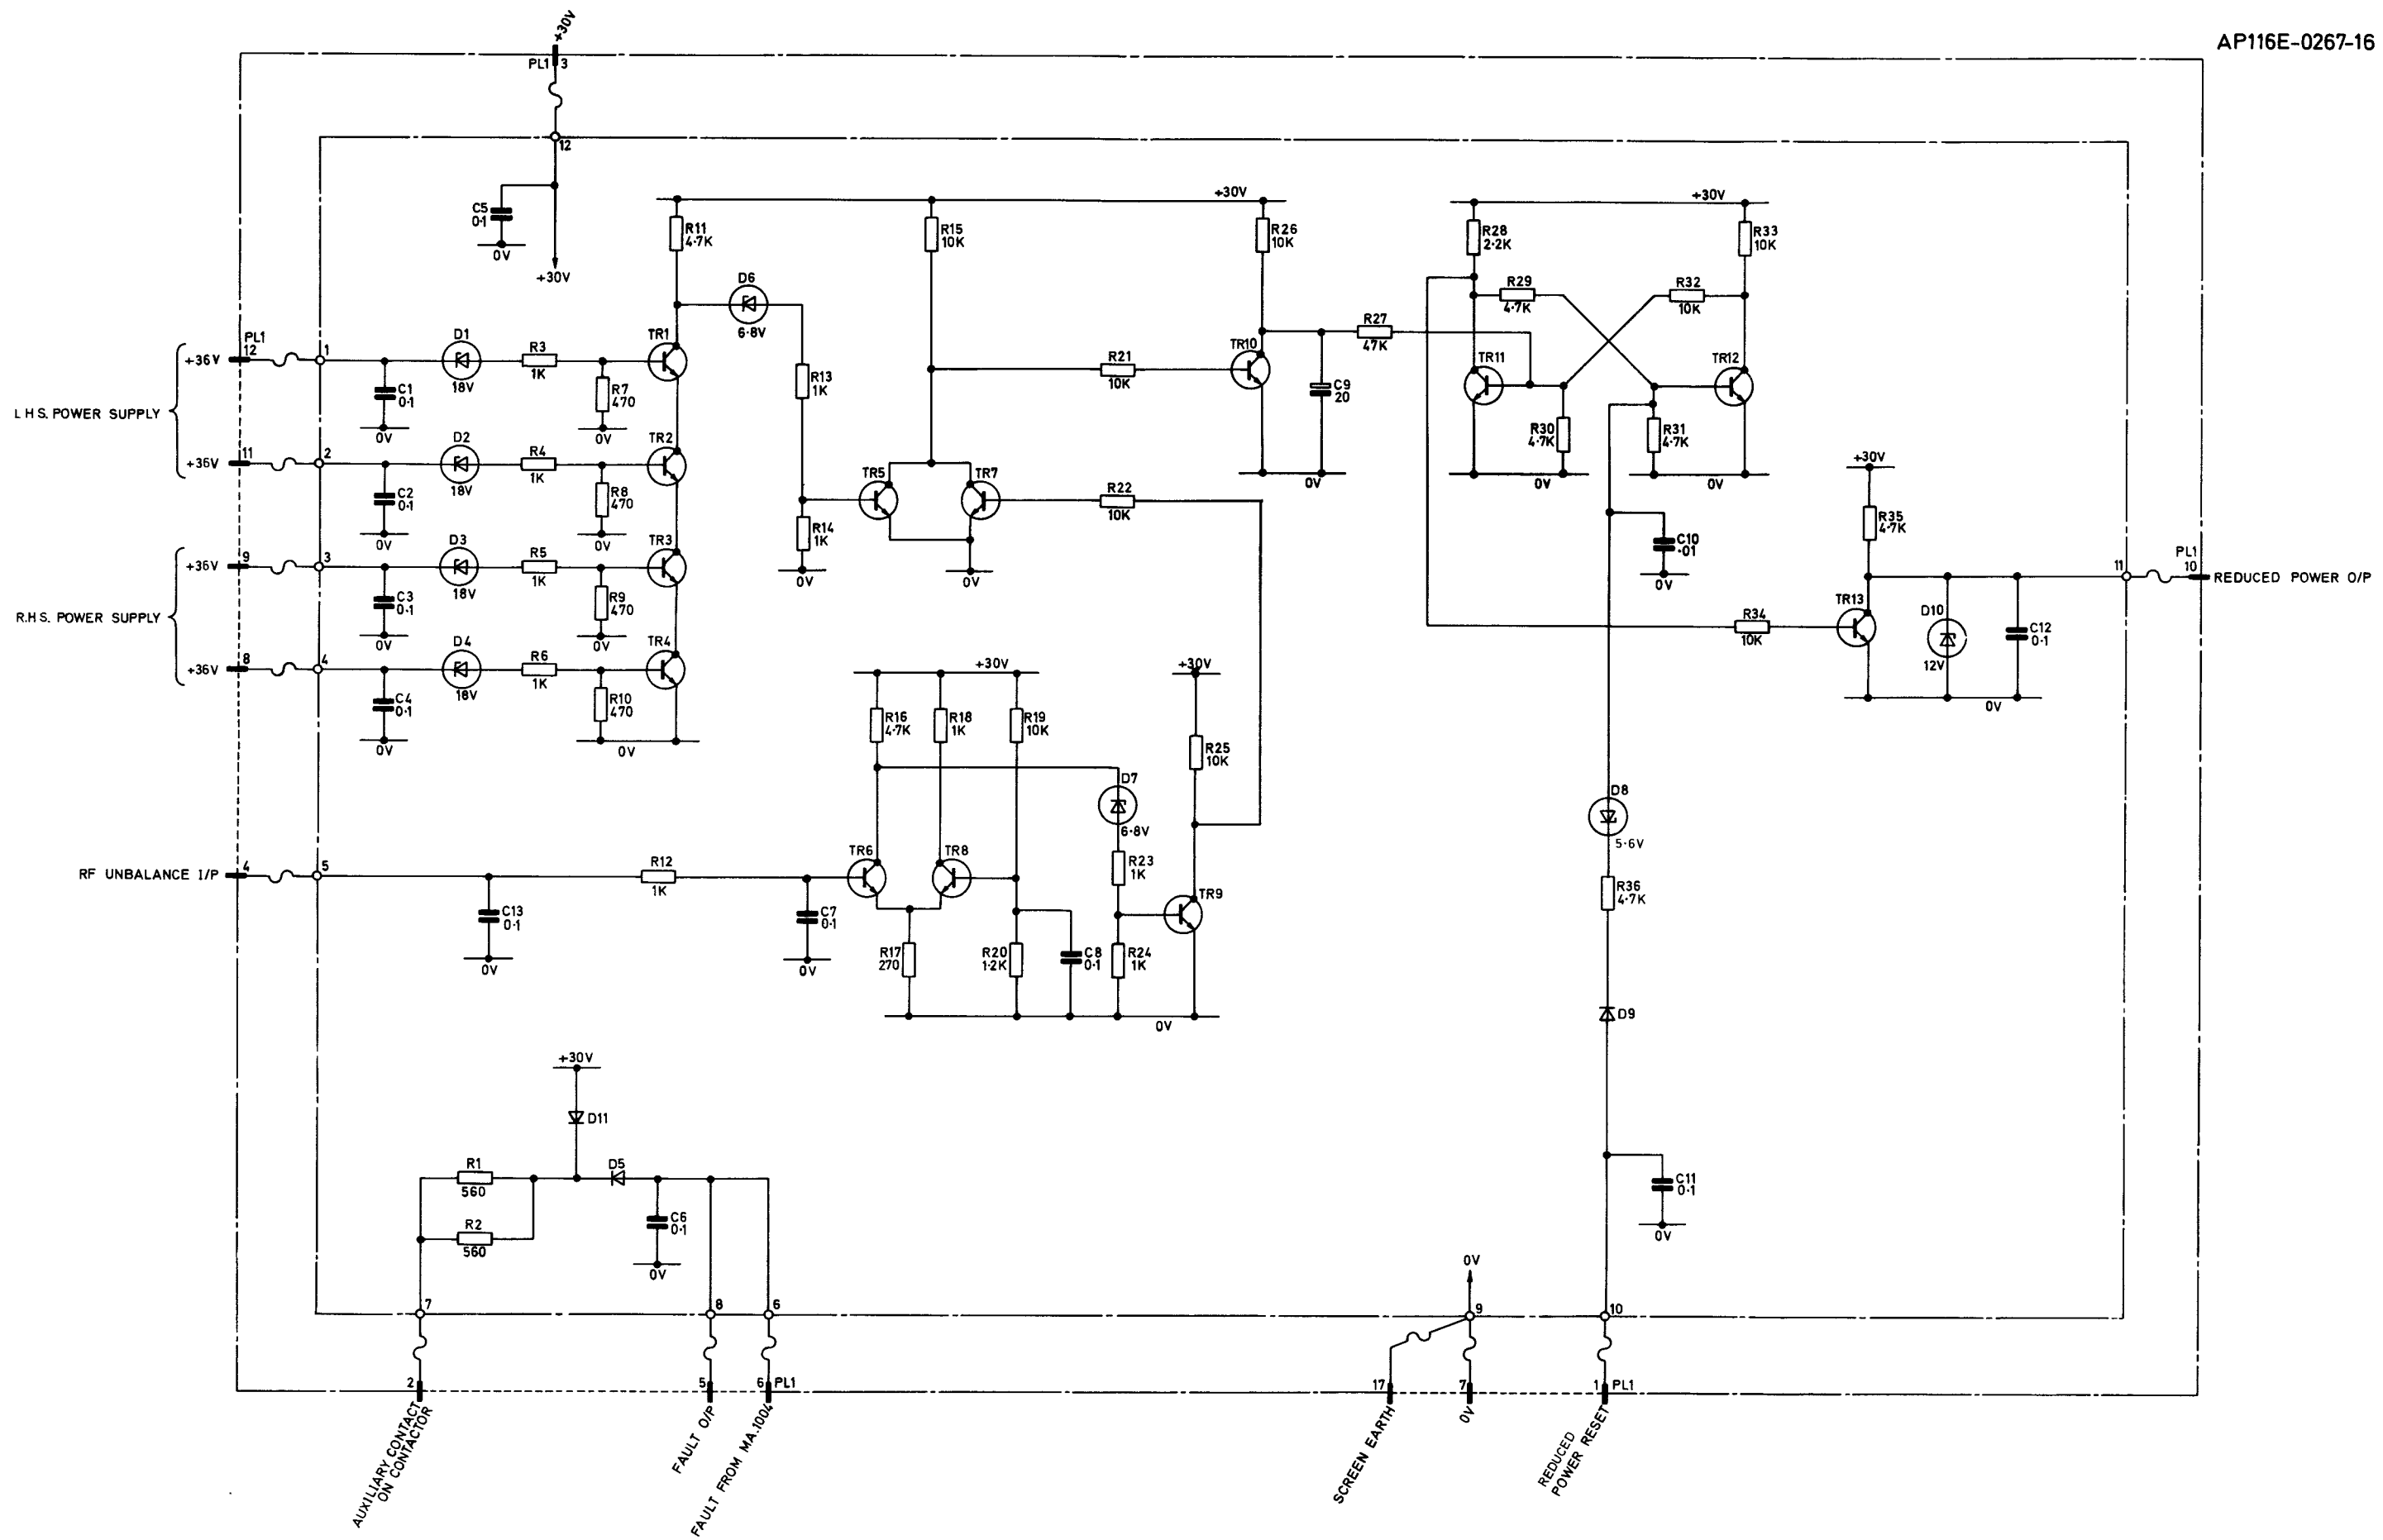 AP116E-0267-16
+30V
PL1 3
12
C5
0·1
0V
+30V
+30V
R11
4·7K
R15
10K
R26
10K
+30V
R28
2·2K
R33
10K
D6
6·8V
R29
4·7K
R32
10K
PL1
12
+36V
1
D1
18V
R3
1K
TR1
C1
0·1
0V
R7
470
0V
R13
1K
R21
10K
TR10
R27
47K
C9
20
0V
TR11
TR12
R30
4·7K
R31
4·7K
0V
0V
L.H.S. POWER SUPPLY
+36V
11
2
D2
18V
R4
1K
TR2
C2
0·1
0V
R8
470
0V
TR5
TR7
R22
10K
R14
1K
0V
0V
+30V
R35
4·7K
C10
·01
0V
+36V
9
3
D3
18V
R5
1K
TR3
C3
0·1
0V
R9
470
0V
R.H.S. POWER SUPPLY
11
PL1
10
REDUCED POWER O/P
R34
10K
TR13
D10
12V
C12
0·1
0V
+36V
8
4
D4
18V
R6
1K
TR4
C4
0·1
0V
R10
470
0V
+30V
R16
4·7K
R18
1K
R19
10K
+30V
R25
10K
D7
6·8V
D8
5·6V
RF UNBALANCE I/P
4
5
R12
1K
TR6
TR8
R23
1K
TR9
R36
4·7K
C13
0·1
0V
C7
0·1
0V
R17
270
R20
1·2K
C8
0·1
R24
1K
0V
D9
+30V
D11
R1
560
D5
R2
560
C6
0·1
0V
C11
0·1
0V
0V
7
8
6
9
10
2
5
6 PL1
17
7
1 PL1
AUXILIARY CONTACT
ON CONTACTOR
FAULT O/P
FAULT FROM MA.1004
SCREEN EARTH
0V
REDUCED
POWER RESET